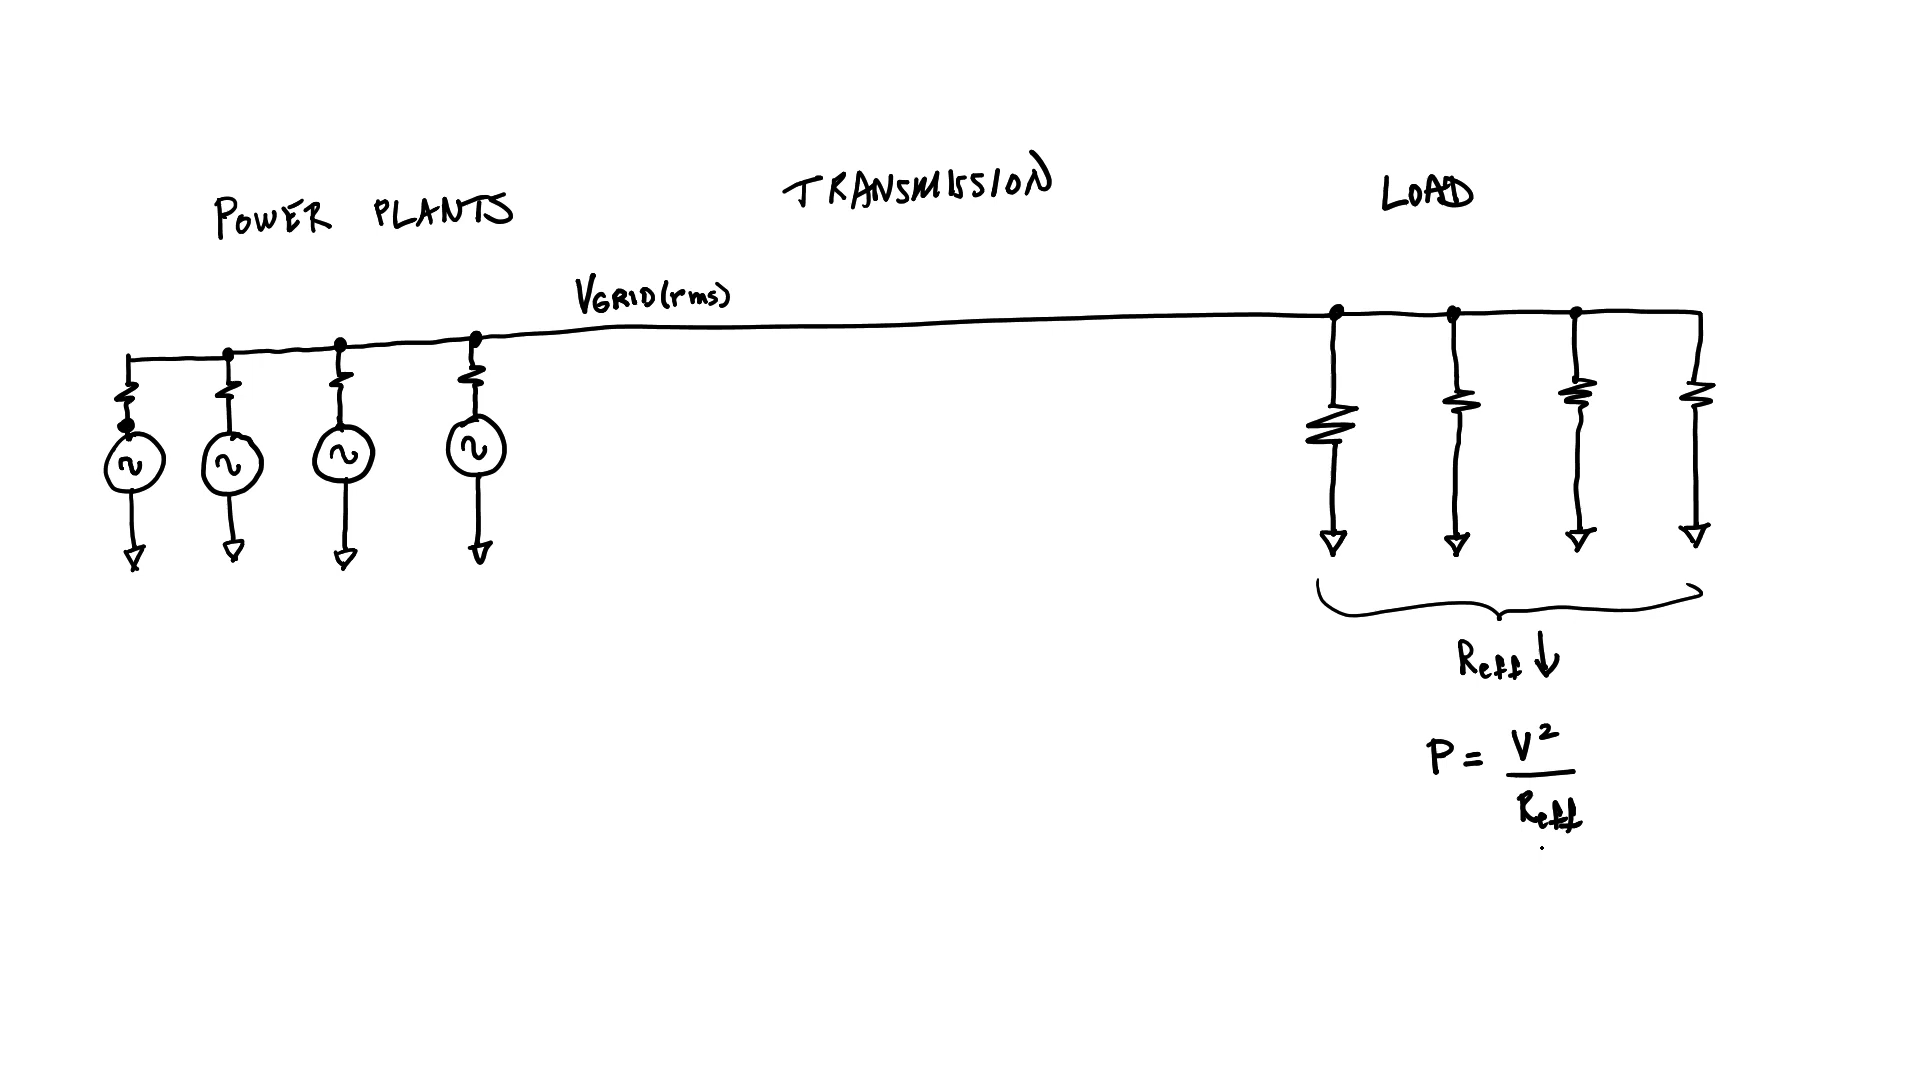 POWER PLANTS
TRANSMISSION
LOAD
VGRID(rms)
Reff ↓
P = V²
Reff